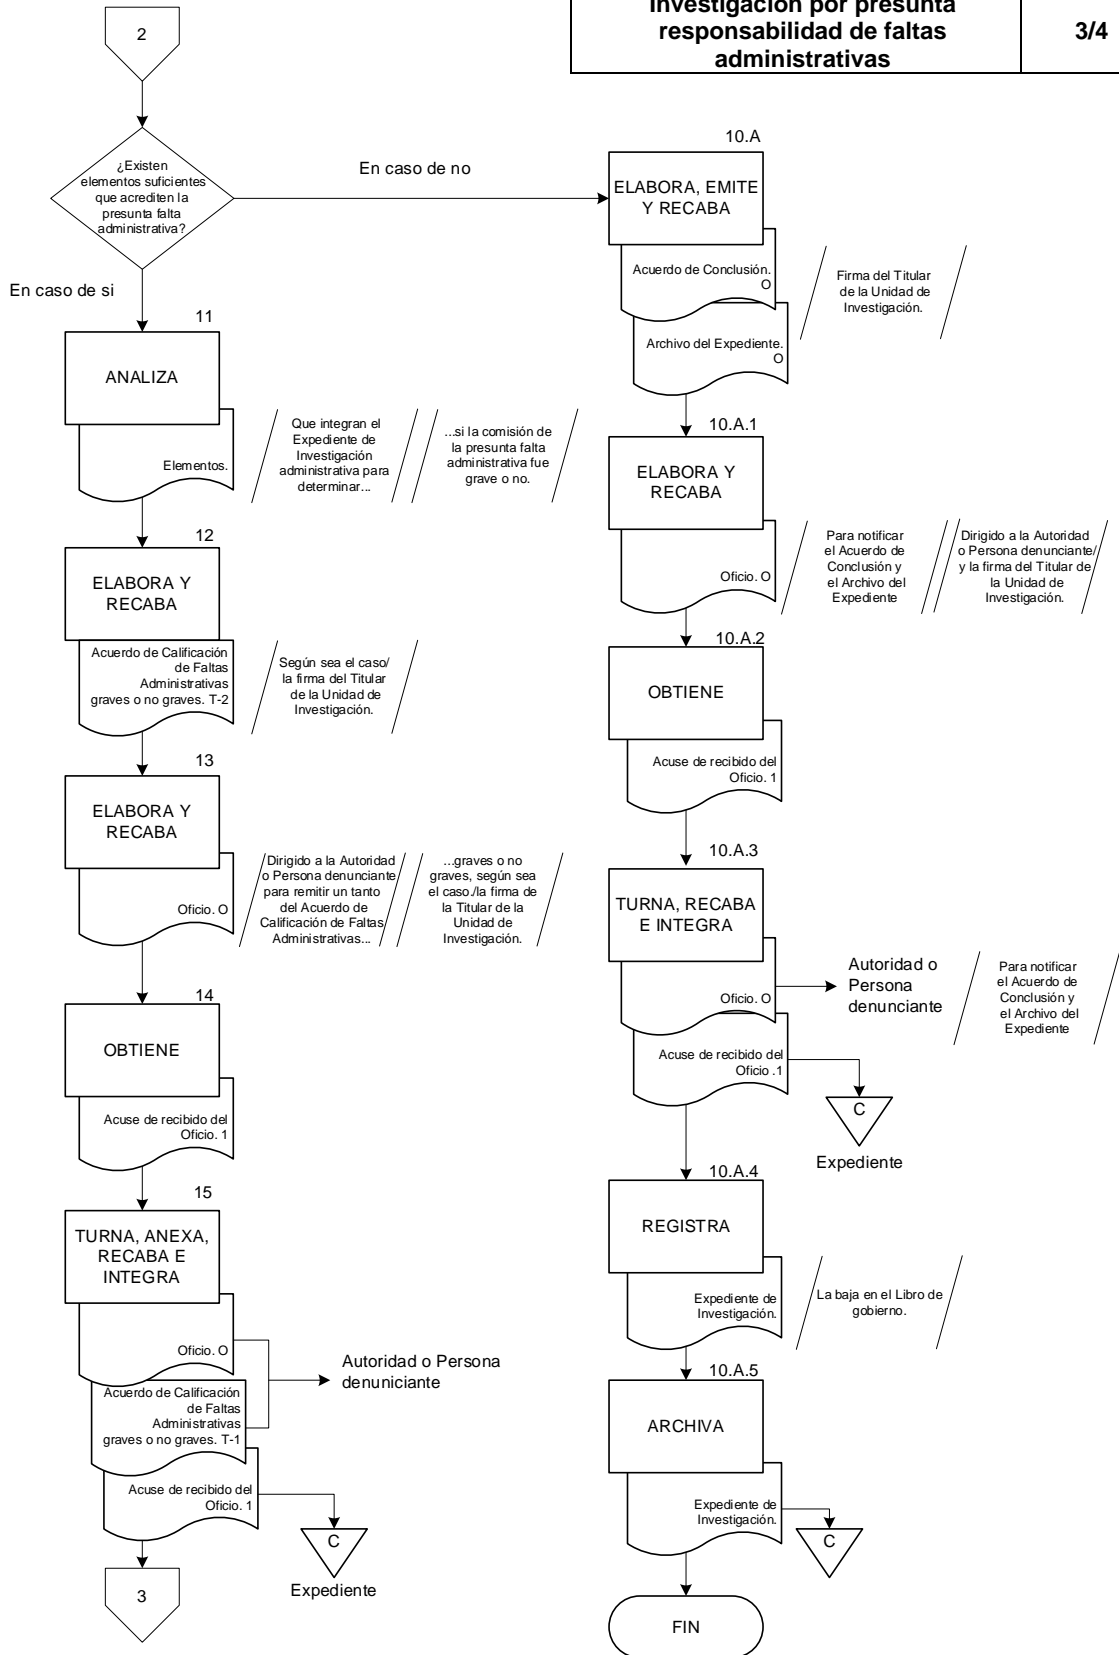 Investigación por presunta
responsabilidad de faltas
administrativas
3/4
2
¿Existen
elementos suficientes
que acrediten la
presunta falta
administrativa?
En caso de no
En caso de si
11
ANALIZA
Elementos.
Que integran el
Expediente de
Investigación
administrativa para
determinar...
...si la comisión de
la presunta falta
administrativa fue
grave o no.
12
ELABORA Y
RECABA
Acuerdo de Calificación
de Faltas
Administrativas
graves o no graves. T-2
Según sea el caso/
la firma del Titular
de la Unidad de
Investigación.
13
ELABORA Y
RECABA
Oficio. O
Dirigido a la Autoridad
o Persona denunciante
para remitir un tanto
del Acuerdo de
Calificación de Faltas
Administrativas...
...graves o no
graves, según sea
el caso./la firma de
la Titular de la
Unidad de
Investigación.
14
OBTIENE
Acuse de recibido del
Oficio. 1
15
TURNA, ANEXA,
RECABA E
INTEGRA
Oficio. O
Acuerdo de Calificación
de Faltas
Administrativas
graves o no graves. T-1
Autoridad o Persona
denuniciante
Acuse de recibido del
Oficio. 1
C
Expediente
3
10.A
ELABORA, EMITE
Y RECABA
Acuerdo de Conclusión.
O
Archivo del Expediente.
O
Firma del Titular
de la Unidad de
Investigación.
10.A.1
ELABORA Y
RECABA
Oficio. O
Para notificar
el Acuerdo de
Conclusión y
el Archivo del
Expediente
Dirigido a la Autoridad
o Persona denunciante/
y la firma del Titular de
la Unidad de
Investigación.
10.A.2
OBTIENE
Acuse de recibido del
Oficio. 1
10.A.3
TURNA, RECABA
E INTEGRA
Oficio. O
Autoridad o
Persona
denunciante
Para notificar
el Acuerdo de
Conclusión y
el Archivo del
Expediente
Acuse de recibido del
Oficio .1
C
Expediente
10.A.4
REGISTRA
Expediente de
Investigación.
La baja en el Libro de
gobierno.
10.A.5
ARCHIVA
Expediente de
Investigación.
C
FIN